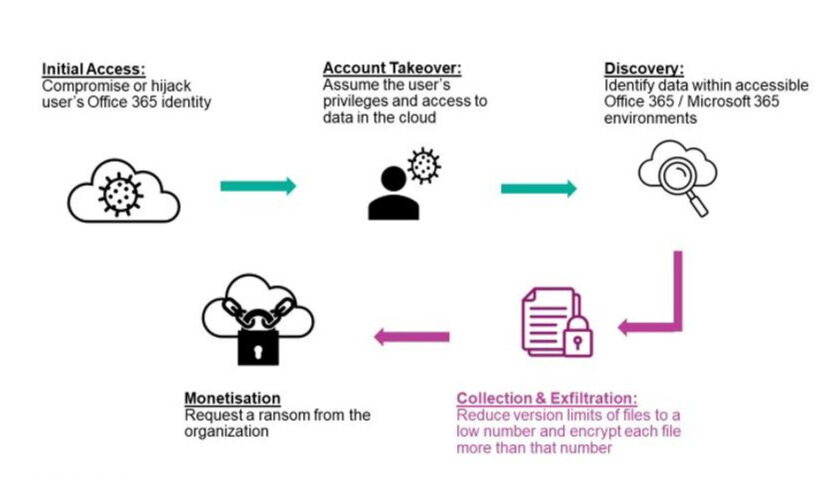 Initial Access:
Compromise or hijack
user's Office 365 identity
Account Takeover:
Assume the user's
privileges and access to
data in the cloud
Discovery:
Identify data within accessible
Office 365 / Microsoft 365
environments
Monetisation
Request a ransom from the
organization
Collection & Exfiltration:
Reduce version limits of files to a
low number and encrypt each file
more than that number